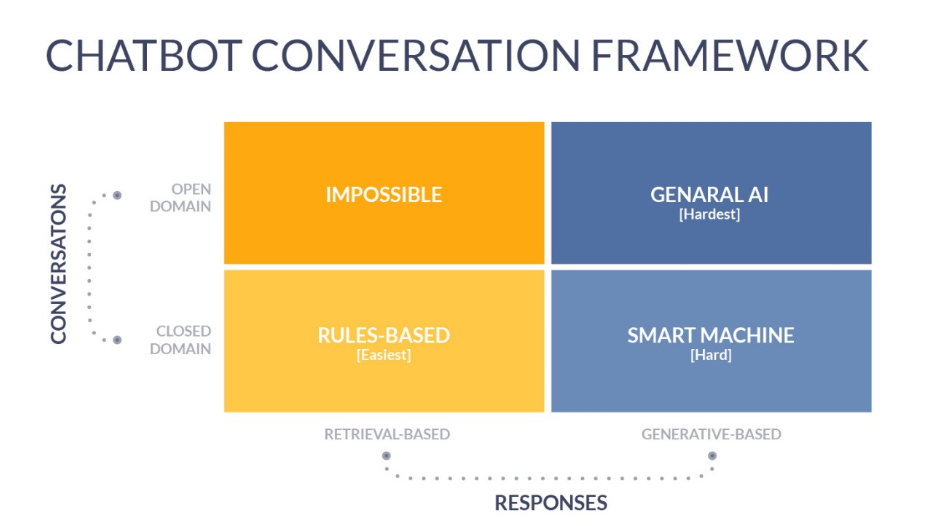 CHATBOT CONVERSATION FRAMEWORK
CONVERSATONS
OPEN
DOMAIN
IMPOSSIBLE
GENARAL AI
[Hardest]
CLOSED
DOMAIN
RULES-BASED
[Easiest]
SMART MACHINE
[Hard]
RETRIEVAL-BASED
GENERATIVE-BASED
RESPONSES